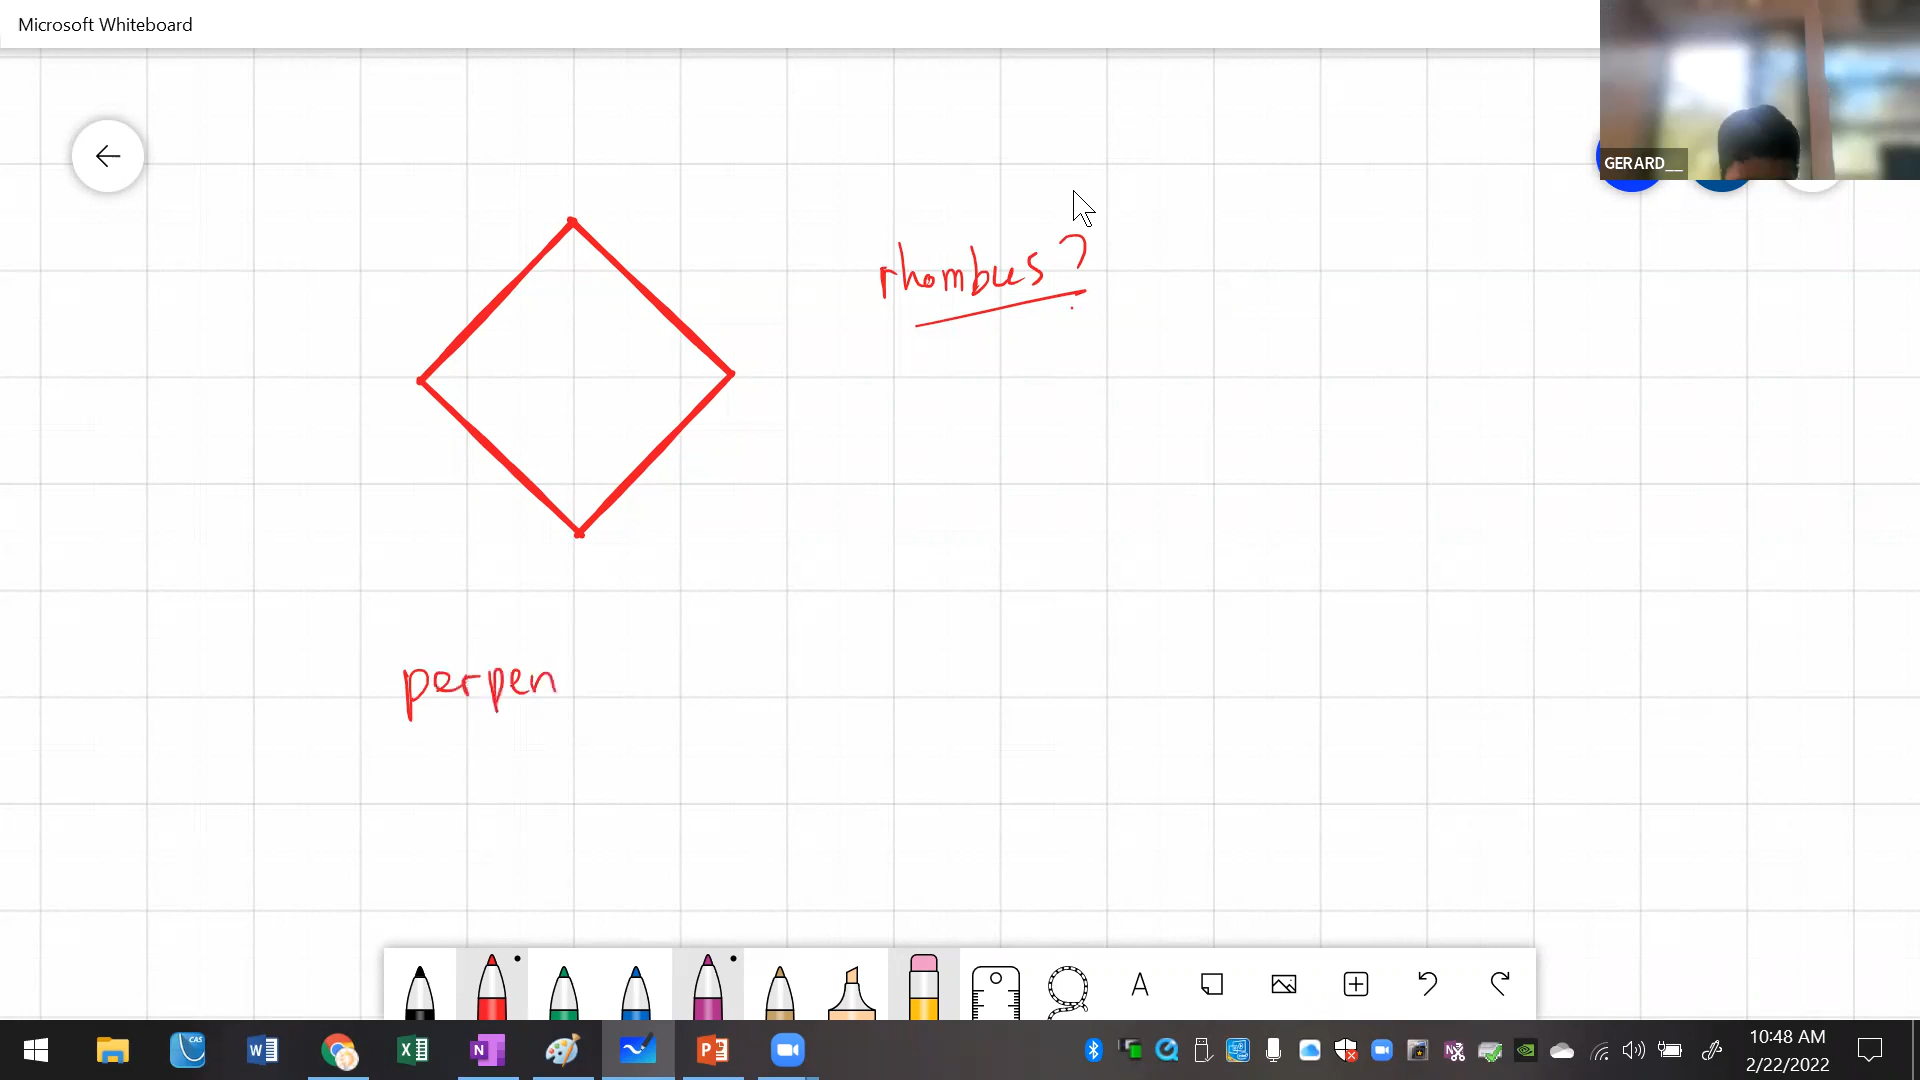 Microsoft Whiteboard
GERARD__
rhombus?
perpen
10:48 AM
2/22/2022